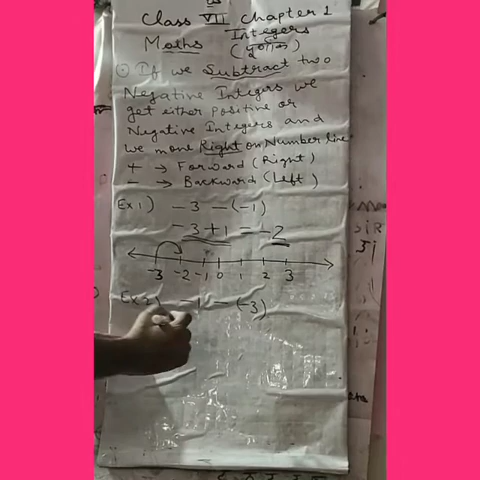 Class VII Chapter 1
Maths Integers
(पूर्णांक)
If we Subtract two
Negative Integers we
get either positive or
Negative Integers and
we move Right on Number line
+ → Forward (Right)
- → Backward (Left)
Ex 1) -3 -(-1)
-3+1 = -2
-3 -2 -1 0 1 2 3
Ex 2) -1 - (-3)